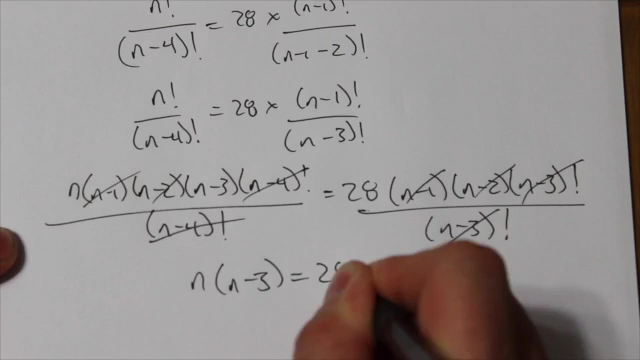 n!/(n-4)! = 28 × (n-1)!/(n-1-2)!
n!/(n-4)! = 28 × (n-1)!/(n-3)!
n(n-1)(n-2)(n-3)(n-4)!/(n-4)! = 28(n-1)(n-2)(n-3)!/(n-3)!
n(n-3) = 28